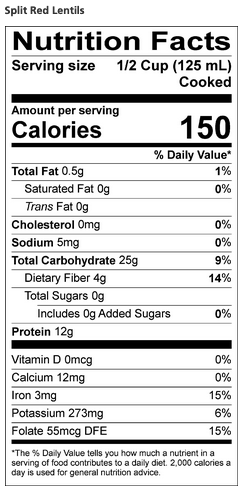 Split Red Lentils
Nutrition Facts
Serving size 1/2 Cup (125 mL)
Cooked
Amount per serving
Calories 150
% Daily Value*
Total Fat 0.5g 1%
Saturated Fat 0g 0%
Trans Fat 0g
Cholesterol 0mg 0%
Sodium 5mg 0%
Total Carbohydrate 25g 9%
Dietary Fiber 4g 14%
Total Sugars 0g
Includes 0g Added Sugars 0%
Protein 12g
Vitamin D 0mcg 0%
Calcium 12mg 0%
Iron 3mg 15%
Potassium 273mg 6%
Folate 55mcg DFE 15%
*The % Daily Value tells you how much a nutrient in a
serving of food contributes to a daily diet. 2,000 calories a
day is used for general nutrition advice.